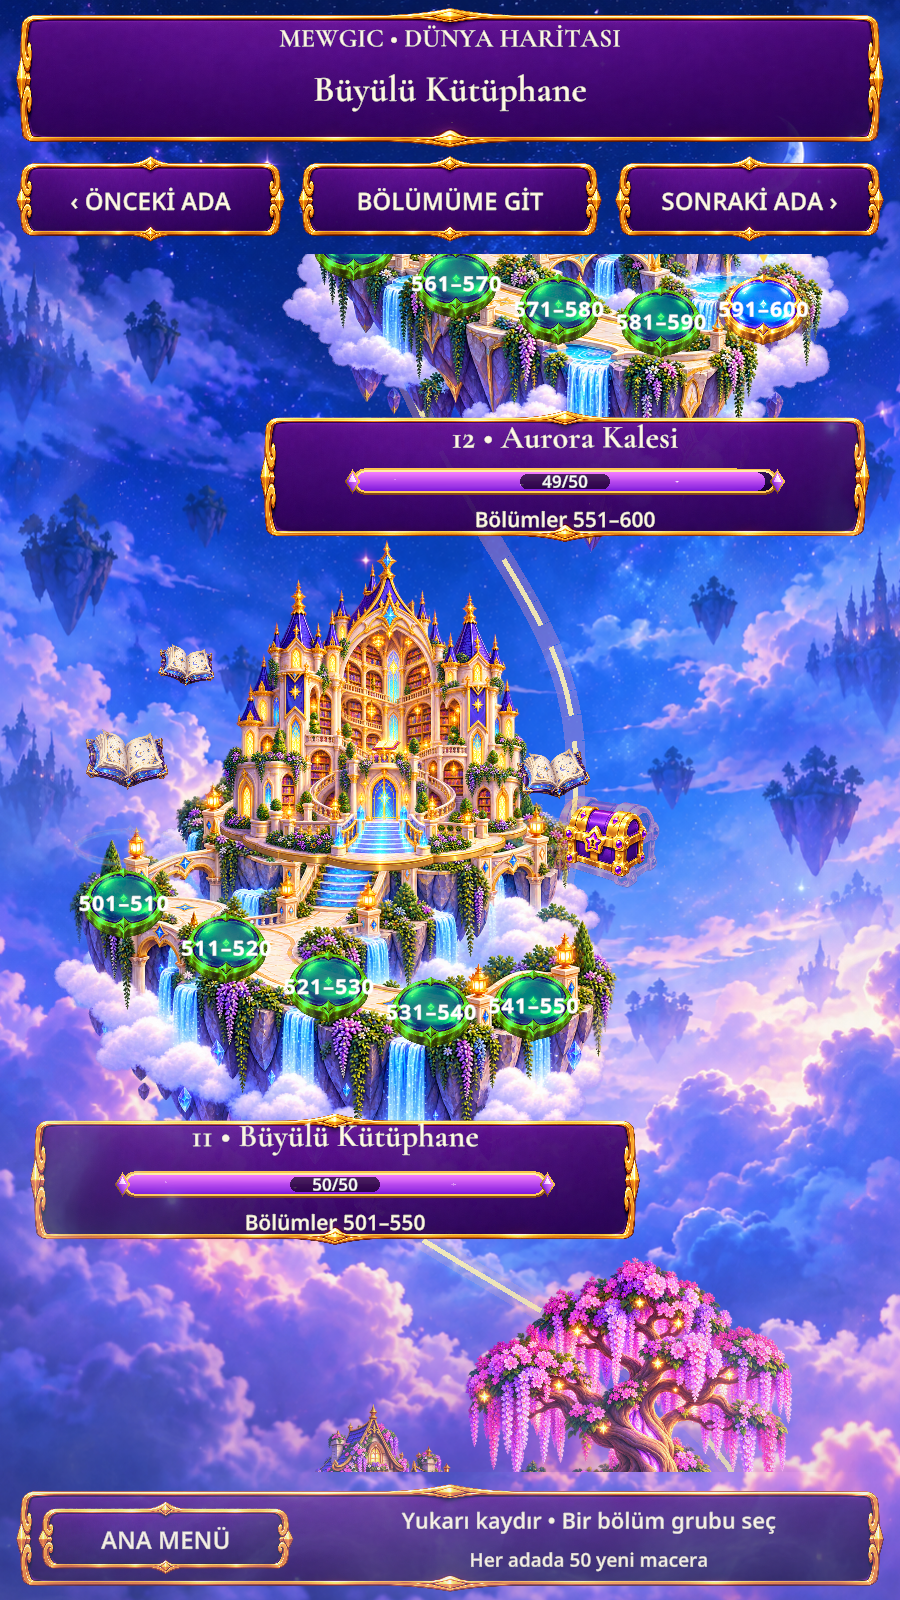 MEWGIC • DÜNYA HARİTASI
Büyülü Kütüphane
‹ ÖNCEKİ ADA
BÖLÜMÜME GİT
SONRAKİ ADA ›
561–570
571–580
581–590
591–600
12 • Aurora Kalesi
49/50
Bölümler 551–600
501–510
511–520
521–530
531–540
541–550
11 • Büyülü Kütüphane
50/50
Bölümler 501–550
ANA MENÜ
Yukarı kaydır • Bir bölüm grubu seç
Her adada 50 yeni macera